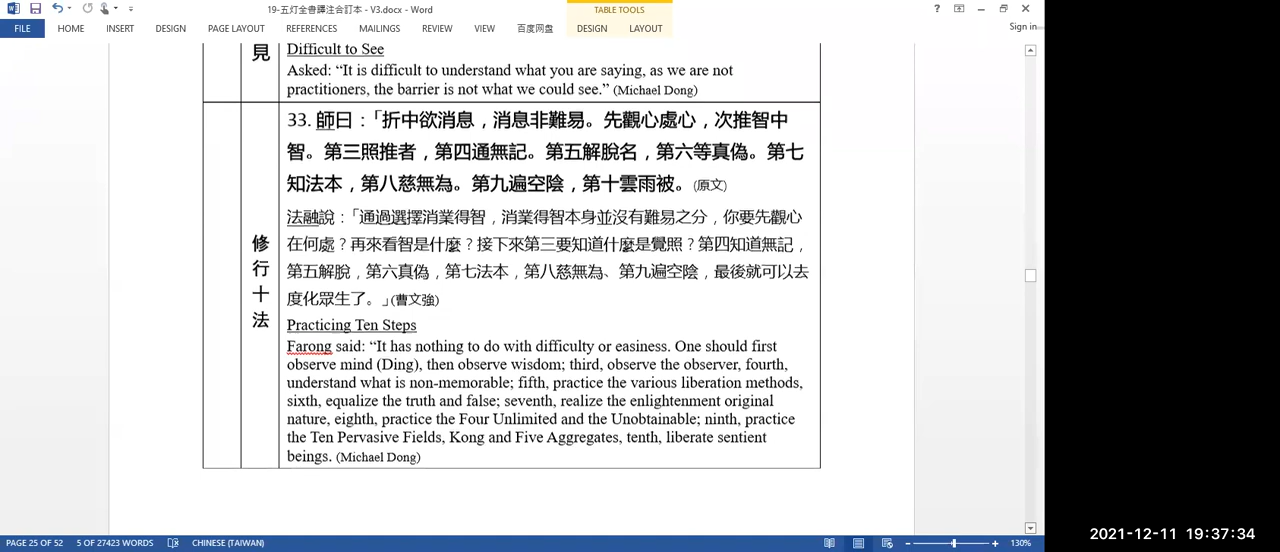 19-五灯全書譯注合訂本 - V3.docx - Word
TABLE TOOLS
?
Sign in
FILE
HOME
INSERT
DESIGN
PAGE LAYOUT
REFERENCES
MAILINGS
REVIEW
VIEW
百度网盘
DESIGN
LAYOUT
見
Difficult to See
Asked: “It is difficult to understand what you are saying, as we are not
practitioners, the barrier is not what we could see.” (Michael Dong)
修
行
十
法
33. 師曰：「折中欲消息，消息非難易。先觀心處心，次推智中
智。第三照推者，第四通無記。第五解脫名，第六等真偽。第七
知法本，第八慈無為。第九遍空陰，第十雲雨被。(原文)
法融說：「通過選擇消業得智，消業得智本身並沒有難易之分，你要先觀心
在何處？再來看智是什麼？接下來第三要知道什麼是覺照？第四知道無記，
第五解脫，第六真偽，第七法本，第八慈無為、第九遍空陰，最後就可以去
度化眾生了。」(曹文強)
Practicing Ten Steps
Farong said: “It has nothing to do with difficulty or easiness. One should first
observe mind (Ding), then observe wisdom; third, observe the observer, fourth,
understand what is non-memorable; fifth, practice the various liberation methods,
sixth, equalize the truth and false; seventh, realize the enlightenment original
nature, eighth, practice the Four Unlimited and the Unobtainable; ninth, practice
the Ten Pervasive Fields, Kong and Five Aggregates, tenth, liberate sentient
beings. (Michael Dong)
PAGE 25 OF 52
5 OF 27423 WORDS
CHINESE (TAIWAN)
130%
2021-12-11 19:37:34